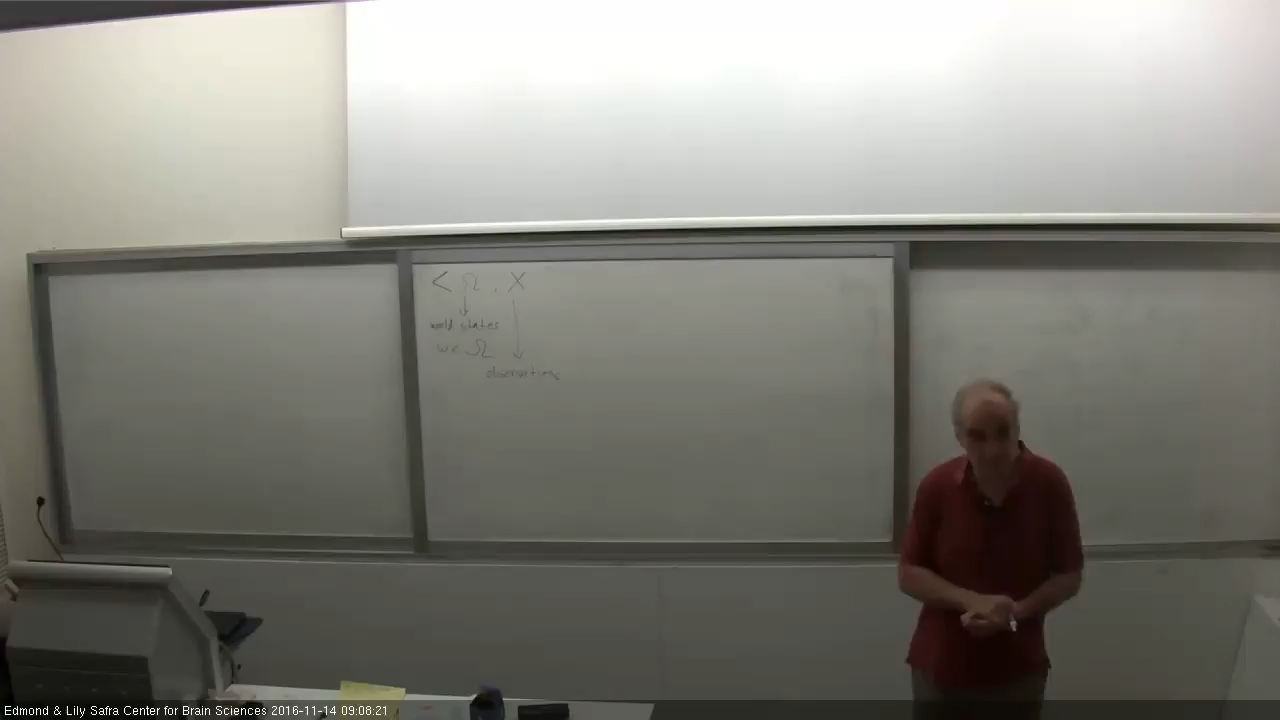 < Ω , X
world states
w ∈ Ω
observations
Edmond & Lily Safra Center for Brain Sciences 2016-11-14 09:08:21